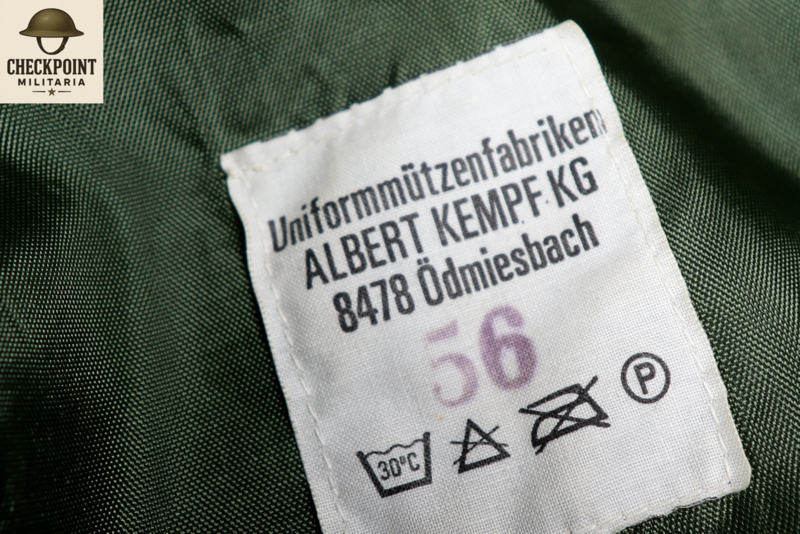 CHECKPOINT
MILITARIA
Uniformmützenfabriken
ALBERT KEMPF KG
8478 Ödmiesbach
56
30°C
P